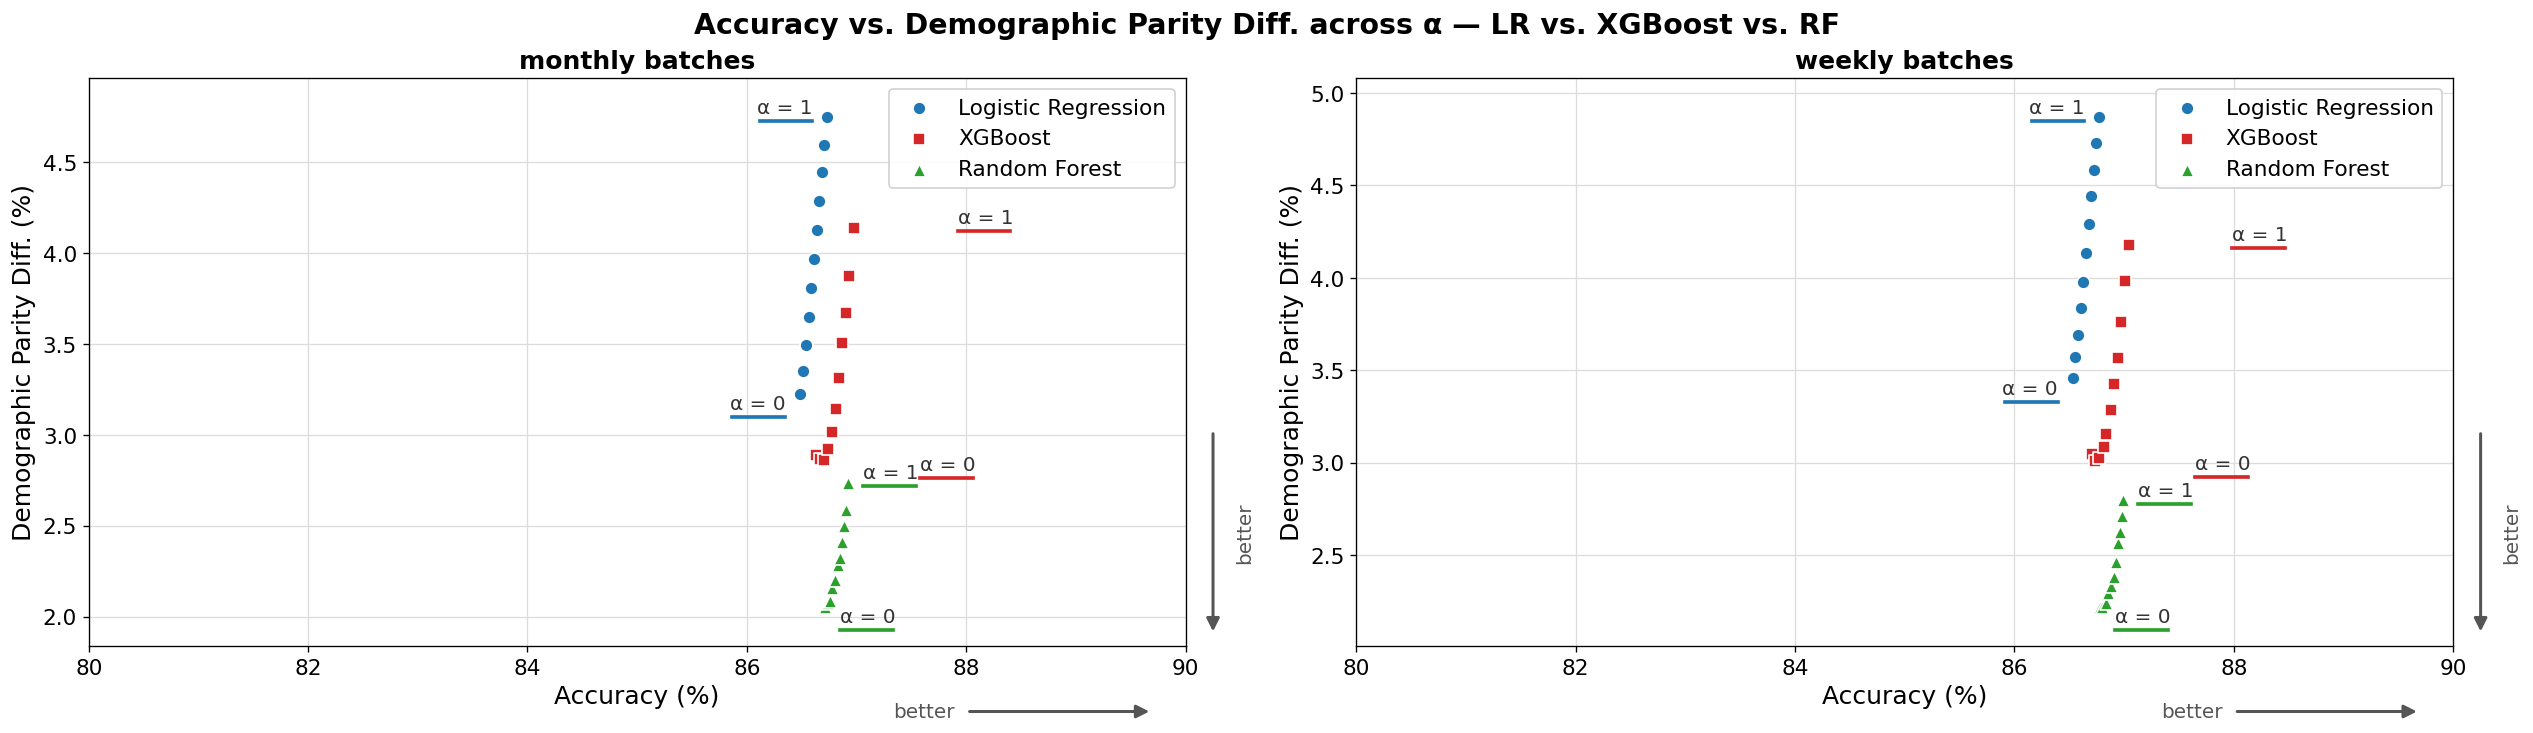 Accuracy vs. Demographic Parity Diff. across α — LR vs. XGBoost vs. RF
monthly batches
Demographic Parity Diff. (%)
4.5
4.0
3.5
3.0
2.5
2.0
α = 1
α = 0
α = 1
α = 1
α = 0
α = 0
Logistic Regression
XGBoost
Random Forest
80
82
84
86
88
90
Accuracy (%)
better
better
weekly batches
Demographic Parity Diff. (%)
5.0
4.5
4.0
3.5
3.0
2.5
α = 1
α = 1
α = 0
α = 0
α = 1
α = 0
Logistic Regression
XGBoost
Random Forest
80
82
84
86
88
90
Accuracy (%)
better
better